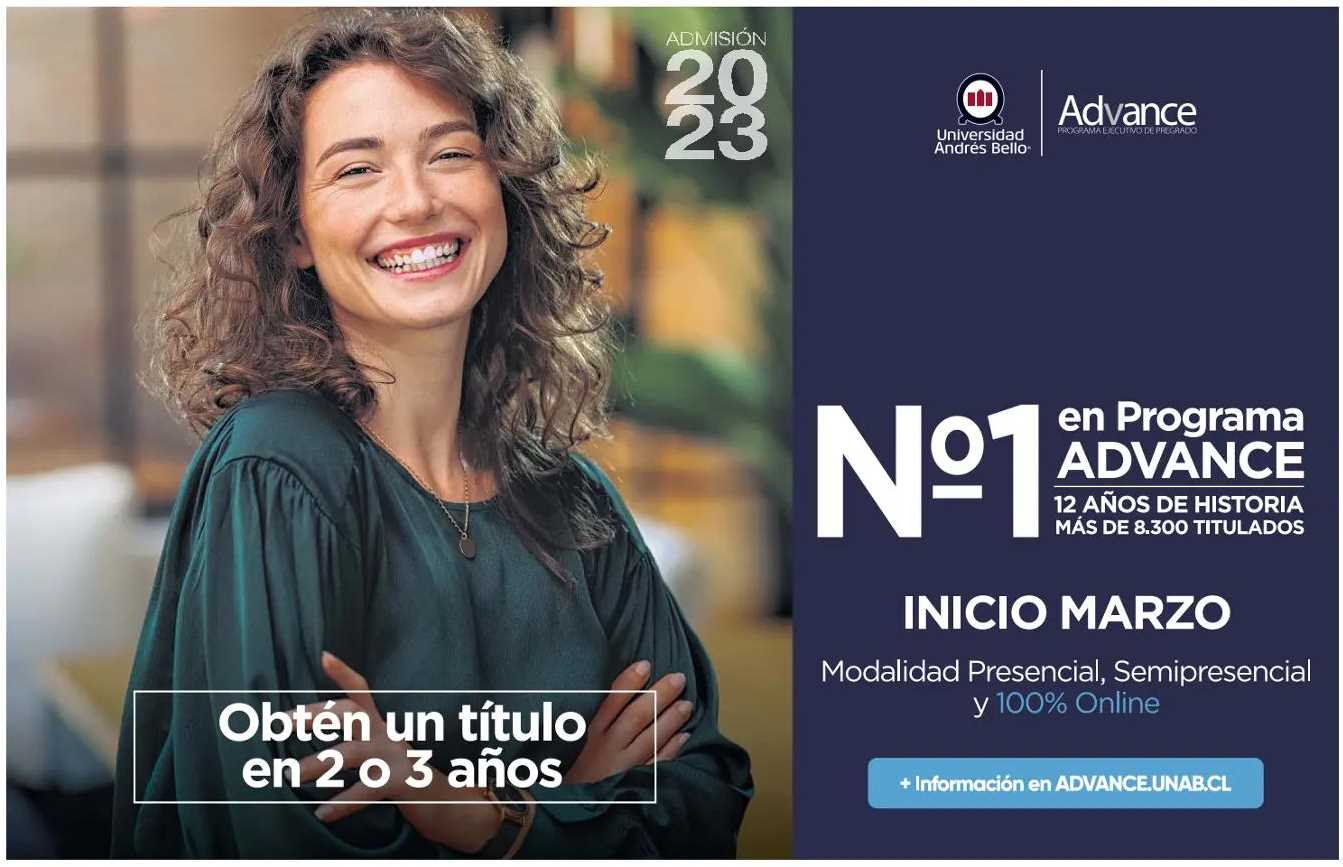 ADMISIÓN
20
23
Universidad
Andrés Bello®
Advance
PROGRAMA EJECUTIVO DE PREGRADO
Nº1
en Programa
ADVANCE
12 AÑOS DE HISTORIA
MÁS DE 8.300 TITULADOS
INICIO MARZO
Modalidad Presencial, Semipresencial
y 100% Online
+ Información en ADVANCE.UNAB.CL
Obtén un título
en 2 o 3 años